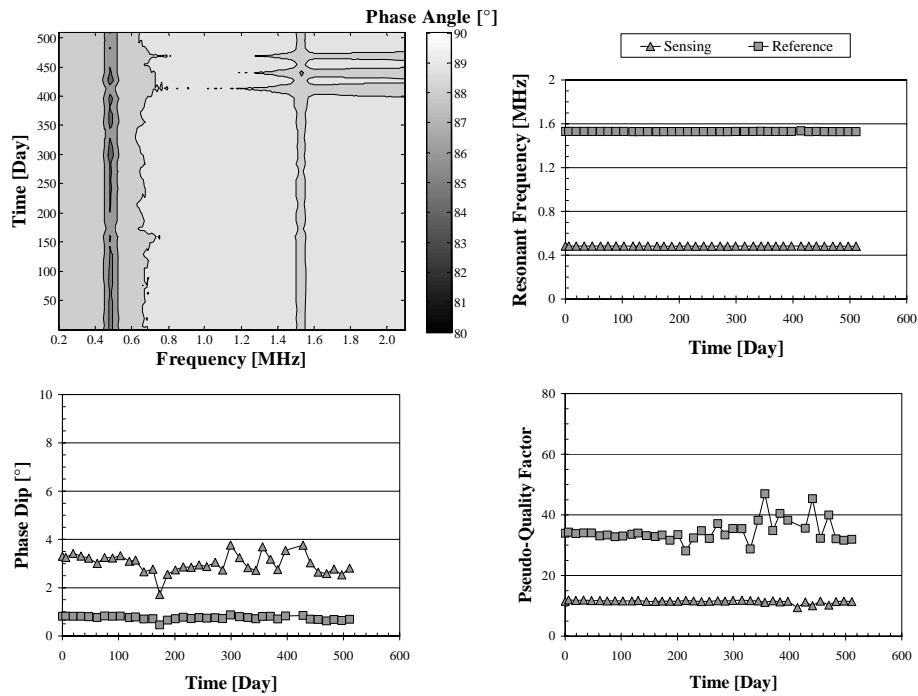 Phase Angle [°]
500
450
400
350
300
250
200
150
100
50
0.2 0.4 0.6 0.8 1.0 1.2 1.4 1.6 1.8 2.0
Time [Day]
Frequency [MHz]
90
89
88
87
86
85
84
83
82
81
80
Sensing Reference
2
1.6
1.2
0.8
0.4
0
0 100 200 300 400 500 600
Resonant Frequency [MHz]
Time [Day]
10
8
6
4
2
0
0 100 200 300 400 500 600
Phase Dip [°]
Time [Day]
80
60
40
20
0
0 100 200 300 400 500 600
Pseudo-Quality Factor
Time [Day]